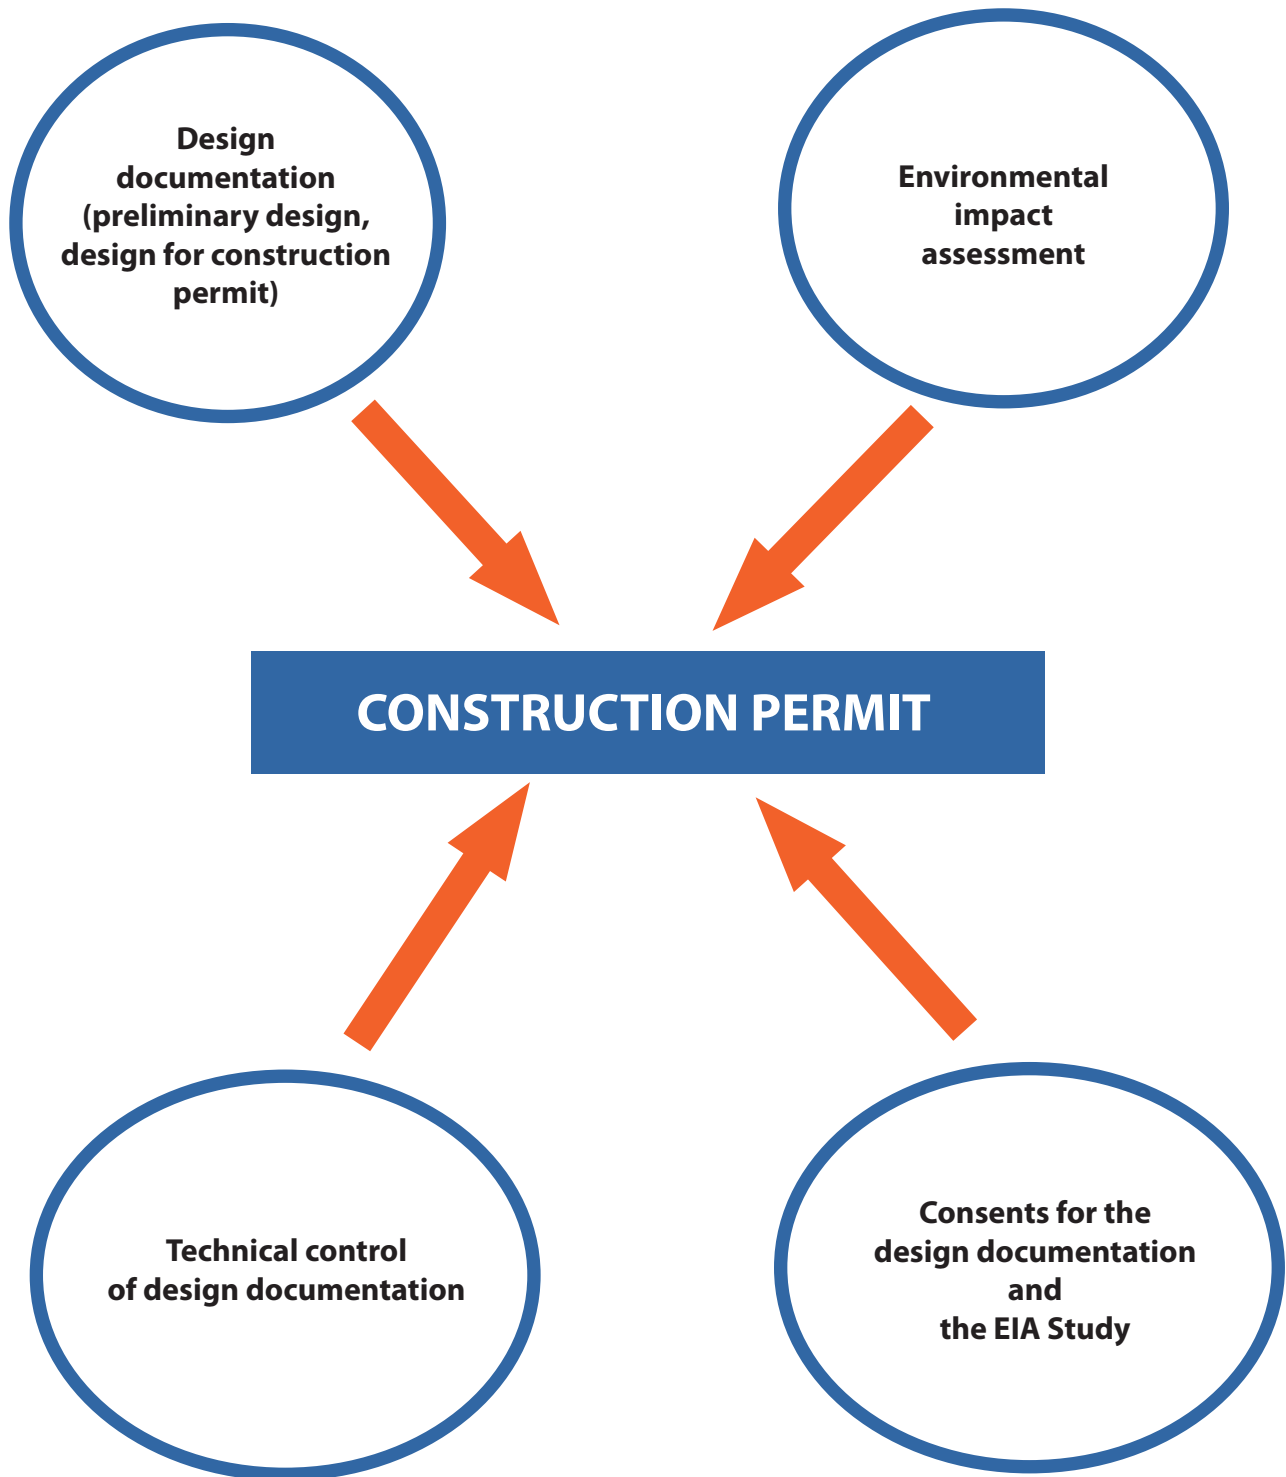 Design
documentation
(preliminary design,
design for construction
permit)
Environmental
impact
assessment
CONSTRUCTION PERMIT
Technical control
of design documentation
Consents for the
design documentation
and
the EIA Study